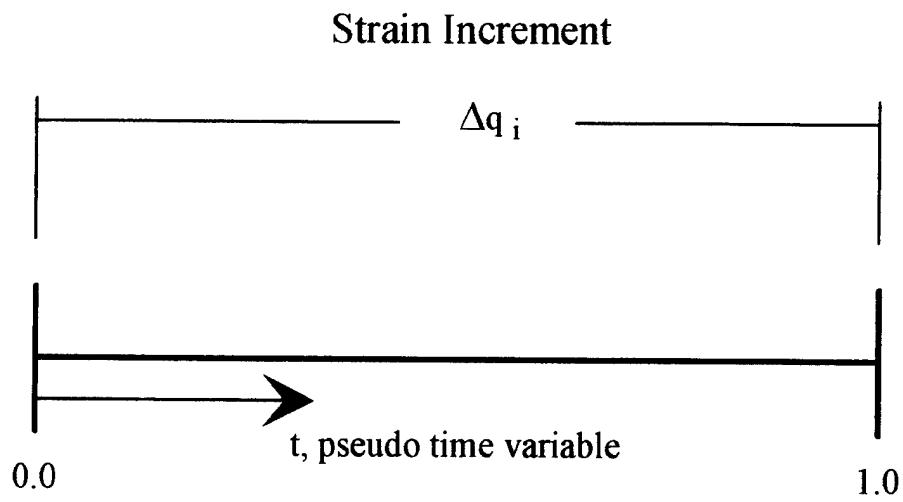 Strain Increment
Δq i
t, pseudo time variable
0.0 1.0